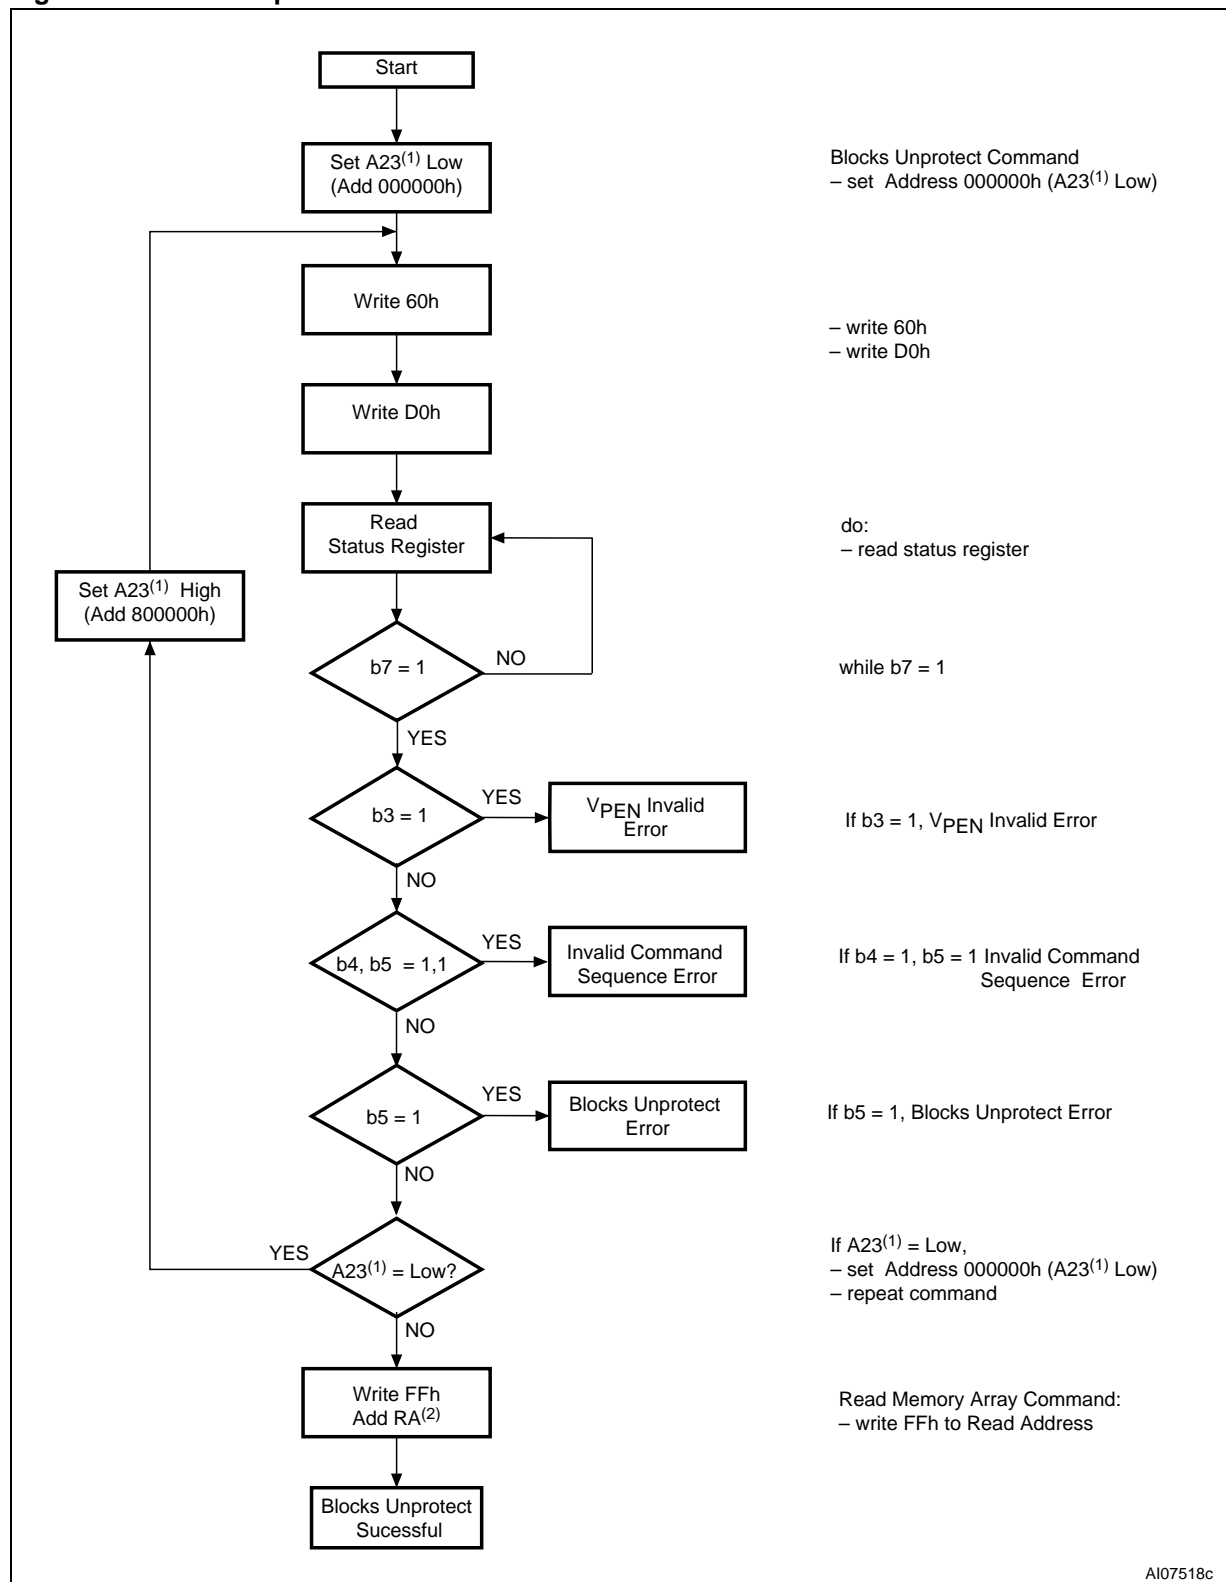 Start
Set A23(1) Low
(Add 000000h)
Blocks Unprotect Command
– set Address 000000h (A23(1) Low)
Write 60h
– write 60h
– write D0h
Write D0h
Read
Status Register
do:
– read status register
Set A23(1) High
(Add 800000h)
b7 = 1
NO
while b7 = 1
YES
b3 = 1
YES
VPEN Invalid
Error
If b3 = 1, VPEN Invalid Error
NO
b4, b5 = 1,1
YES
Invalid Command
Sequence Error
If b4 = 1, b5 = 1 Invalid Command
Sequence Error
NO
b5 = 1
YES
Blocks Unprotect
Error
If b5 = 1, Blocks Unprotect Error
NO
YES
A23(1) = Low?
If A23(1) = Low,
– set Address 000000h (A23(1) Low)
– repeat command
NO
Write FFh
Add RA(2)
Read Memory Array Command:
– write FFh to Read Address
Blocks Unprotect
Sucessful
AI07518c